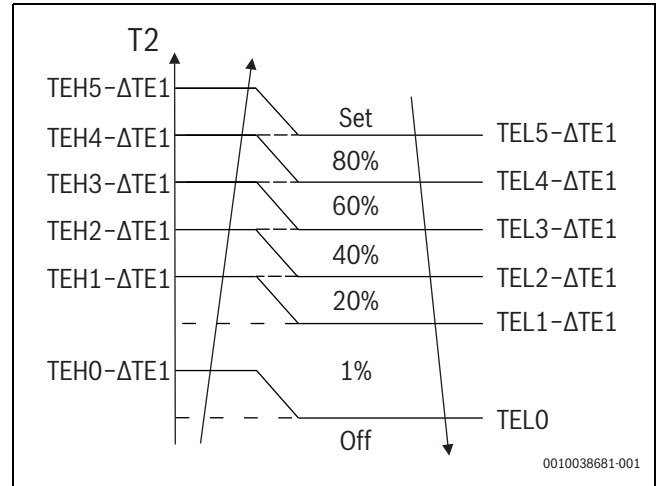 T2
TEH5-ΔTE1
TEH4-ΔTE1
TEH3-ΔTE1
TEH2-ΔTE1
TEH1-ΔTE1
TEH0-ΔTE1
Set
80%
60%
40%
20%
1%
Off
TEL5-ΔTE1
TEL4-ΔTE1
TEL3-ΔTE1
TEL2-ΔTE1
TEL1-ΔTE1
TEL0
0010038681-001